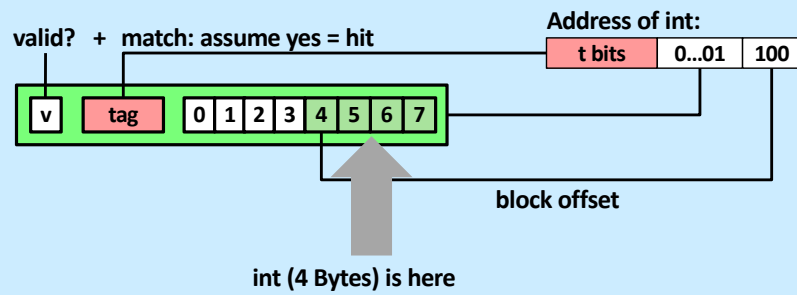 Address of int:
valid? + match: assume yes = hit
t bits 0...01 100
v tag 0 1 2 3 4 5 6 7
block offset
int (4 Bytes) is here